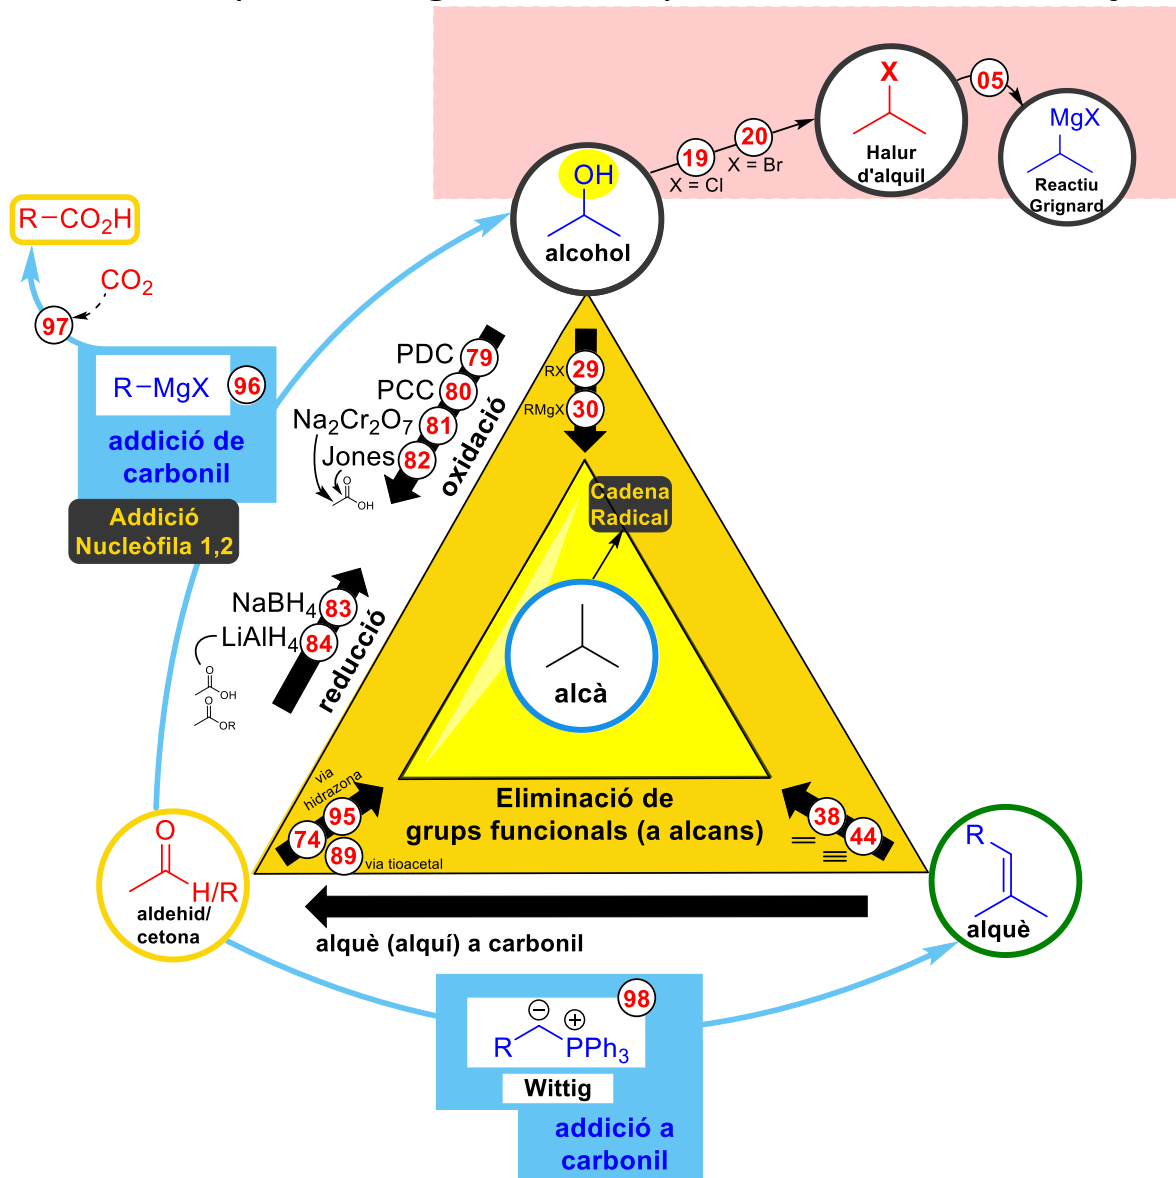 X
05
MgX
20
19
X = Br
X = Cl
Halur
d'alquil
Reactiu
Grignard
OH
alcohol
R−CO₂H
CO₂
97
R−MgX
96
addició de
carbonil
Addició
Nucleòfila 1,2
PDC 79
PCC 80
Na₂Cr₂O₇ 81
Jones 82
oxidació
O
OH
RX 29
RMgX 30
Cadena
Radical
NaBH₄ 83
LiAlH₄ 84
reducció
O
OH
O
OR
alcà
via
hidrazona
95
74
89 via tioacetal
Eliminació de
grups funcionals (a alcans)
38
44
O
H/R
aldehid/
cetona
R
alquè
alquè (alquí) a carbonil
98
− +
R PPh₃
Wittig
addició a
carbonil